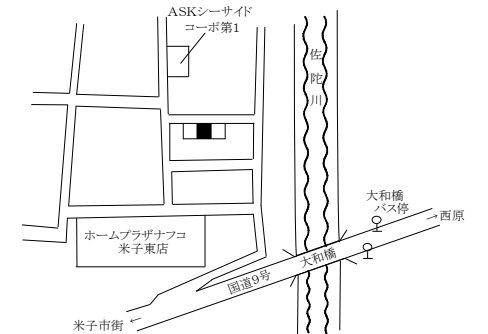 ASKシーサイド
コーポ第1
佐陀川
大和橋
バス停
→西原
ホームプラザナフコ
米子東店
大和橋
国道9号
米子市街 ←